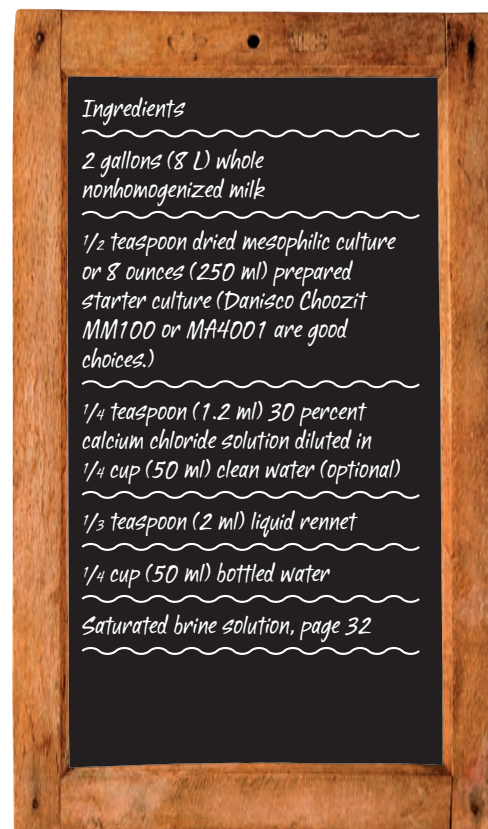 Ingredients
2 gallons (8 L) whole
nonhomogenized milk
1/2 teaspoon dried mesophilic culture
or 8 ounces (250 ml) prepared
starter culture (Danisco Choozit
MM100 or MA4001 are good
choices.)
1/4 teaspoon (1.2 ml) 30 percent
calcium chloride solution diluted in
1/4 cup (50 ml) clean water (optional)
1/3 teaspoon (2 ml) liquid rennet
1/4 cup (50 ml) bottled water
Saturated brine solution, page 32